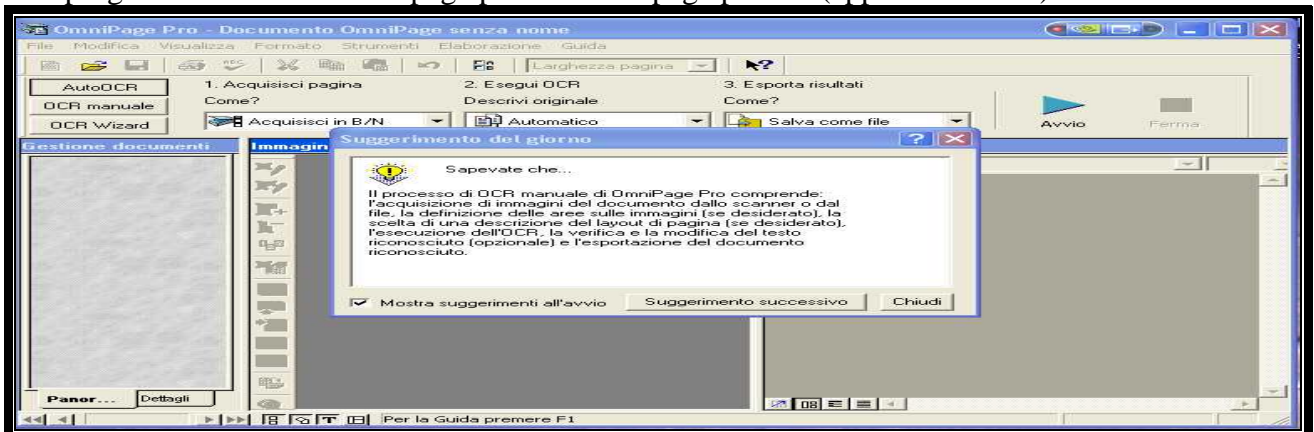 OmniPage Pro - Documento OmniPage senza nome
File Modifica Visualizza Formato Strumenti Elaborazione Guida
Larghezza pagina
AutoOCR
OCR manuale
OCR Wizard
1. Acquisisci pagina
Come?
Acquisisci in B/N
2. Esegui OCR
Descrivi originale
Automatico
3. Esporta risultati
Come?
Salva come file
Avvio
Ferma
Gestione documenti
Immagin
Suggerimento del giorno
Sapevate che...
Il processo di OCR manuale di OmniPage Pro comprende:
l'acquisizione di immagini del documento dallo scanner o dal
file, la definizione delle aree sulle immagini (se desiderato), la
scelta di una descrizione del layout di pagina (se desiderato),
l'esecuzione dell'OCR, la verifica e la modifica del testo
riconosciuto (opzionale) e l'esportazione del documento
riconosciuto.
Mostra suggerimenti all'avvio
Suggerimento successivo
Chiudi
Panor...
Dettagli
Per la Guida premere F1